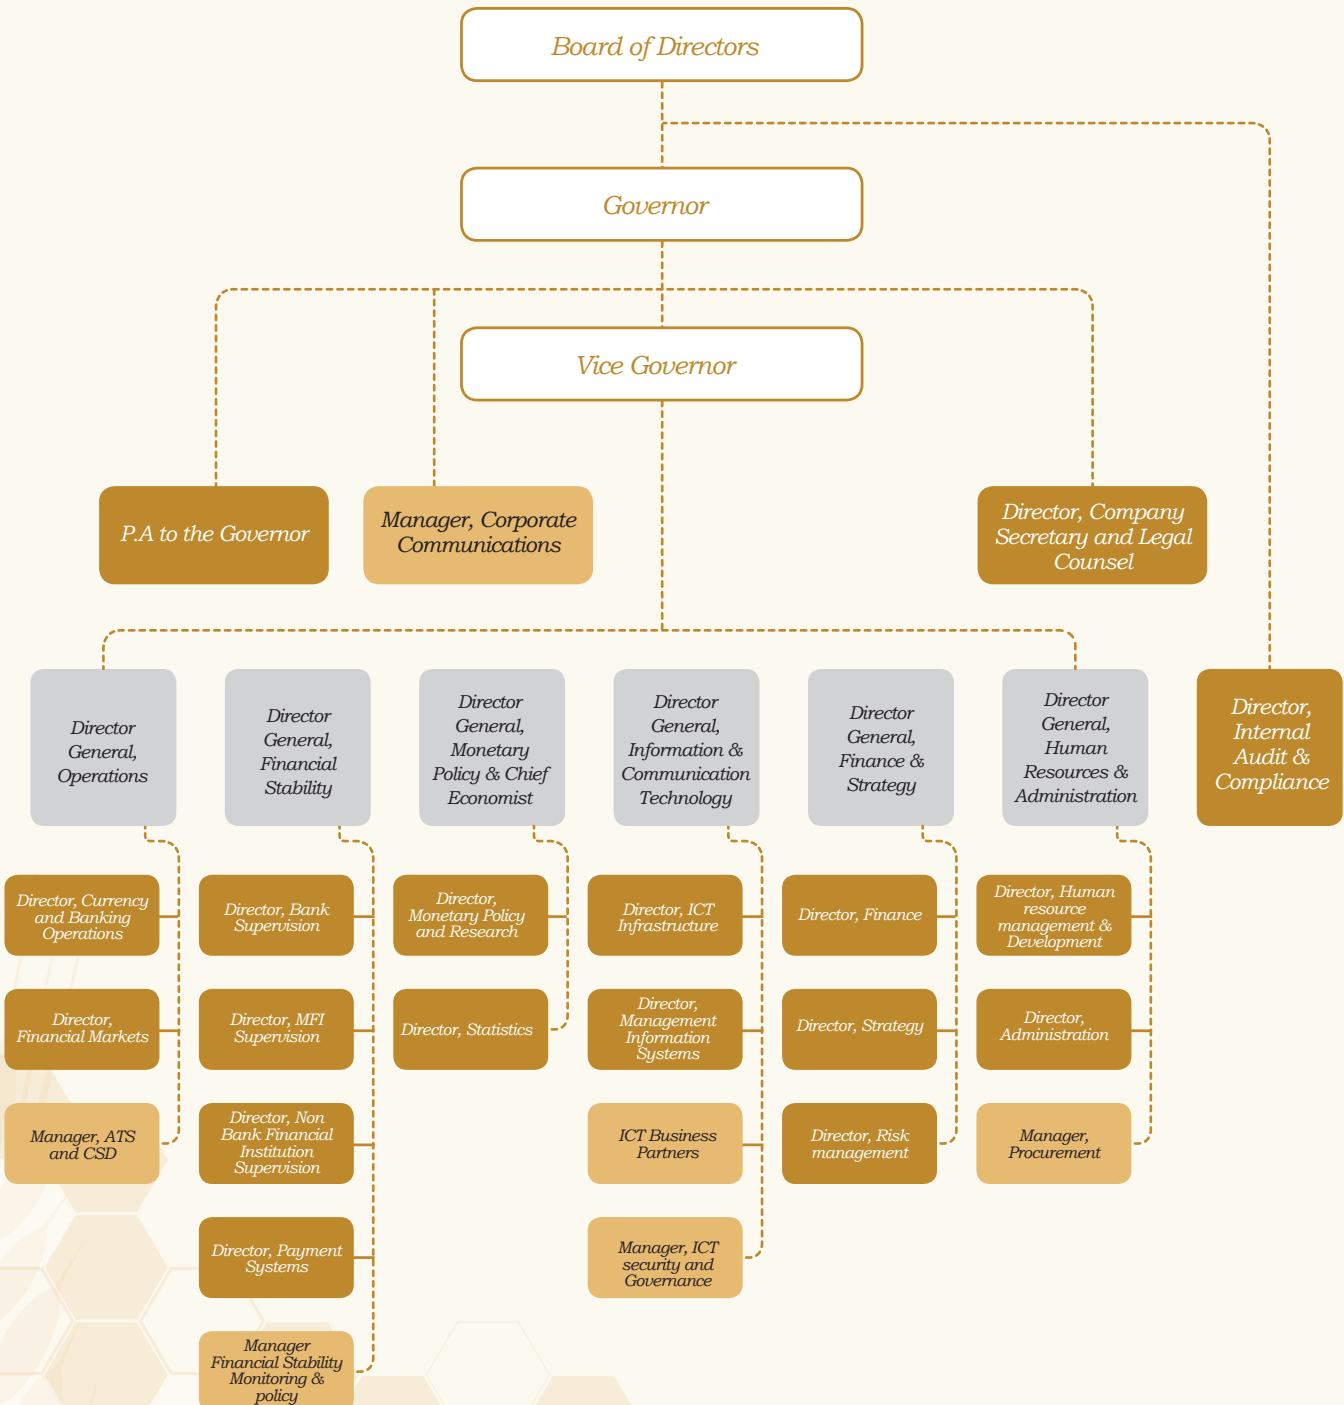 Board of Directors
Governor
Vice Governor
P.A to the Governor
Manager, Corporate
Communications
Director, Company
Secretary and Legal
Counsel
Director
General,
Operations
Director
General,
Financial
Stability
Director
General,
Monetary
Policy & Chief
Economist
Director
General,
Information &
Communication
Technology
Director
General,
Finance &
Strategy
Director
General,
Human
Resources &
Administration
Director,
Internal
Audit &
Compliance
Director, Currency
and Banking
Operations
Director, Bank
Supervision
Director,
Monetary Policy
and Research
Director, ICT
Infrastructure
Director, Finance
Director, Human
resource
management &
Development
Director,
Financial Markets
Director, MFI
Supervision
Director, Statistics
Director,
Management
Information
Systems
Director, Strategy
Director,
Administration
Manager, ATS
and CSD
Director, Non
Bank Financial
Institution
Supervision
ICT Business
Partners
Director, Risk
management
Manager,
Procurement
Director, Payment
Systems
Manager, ICT
security and
Governance
Manager
Financial Stability
Monitoring &
policy